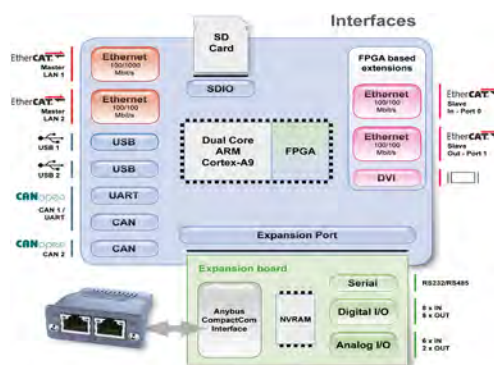 Interfaces
SD
Card
SDIO
EtherCAT
Master
LAN 1
Ethernet
100/1000
Mbit/s
EtherCAT
Master
LAN 2
Ethernet
100/100
Mbit/s
USB 1
USB
USB 2
USB
CANopen
CAN 1 /
UART
UART
CAN
CANopen
CAN 2
CAN
Dual Core
ARM
Cortex-A9
FPGA
FPGA based
extensions
Ethernet
100/100
Mbit/s
EtherCAT
Slave
In - Port 0
Ethernet
100/100
Mbit/s
EtherCAT
Slave
Out - Port 1
DVI
Expansion Port
Expansion board
Anybus
CompactCom
Interface
NVRAM
Serial
RS232/RS485
Digital I/O
8 x IN
8 x OUT
Analog I/O
6 x IN
2 x OUT